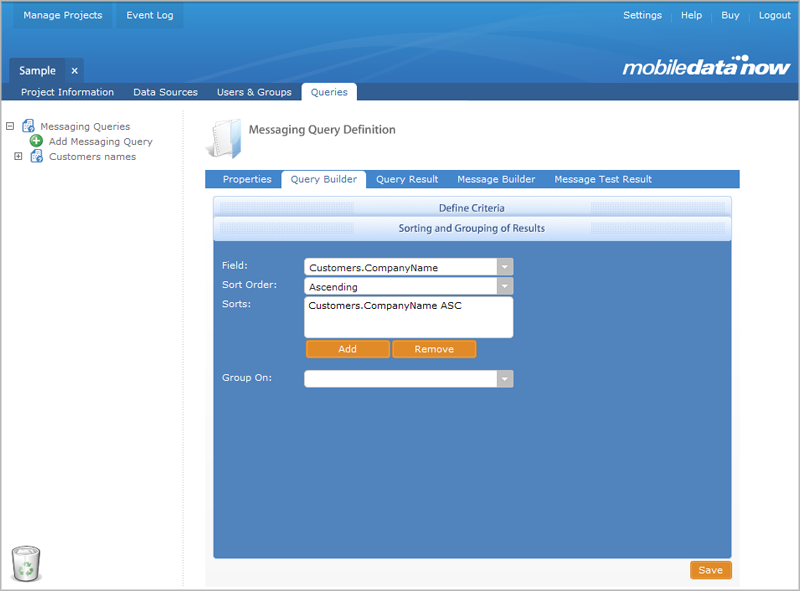 Manage Projects Event Log Settings Help Buy Logout
Sample x
mobiledata now
Project Information Data Sources Users & Groups Queries
Messaging Queries
Add Messaging Query
Customers names
Messaging Query Definition
Properties Query Builder Query Result Message Builder Message Test Result
Define Criteria
Sorting and Grouping of Results
Field: Customers.CompanyName
Sort Order: Ascending
Sorts: Customers.CompanyName ASC
Add Remove
Group On:
Save